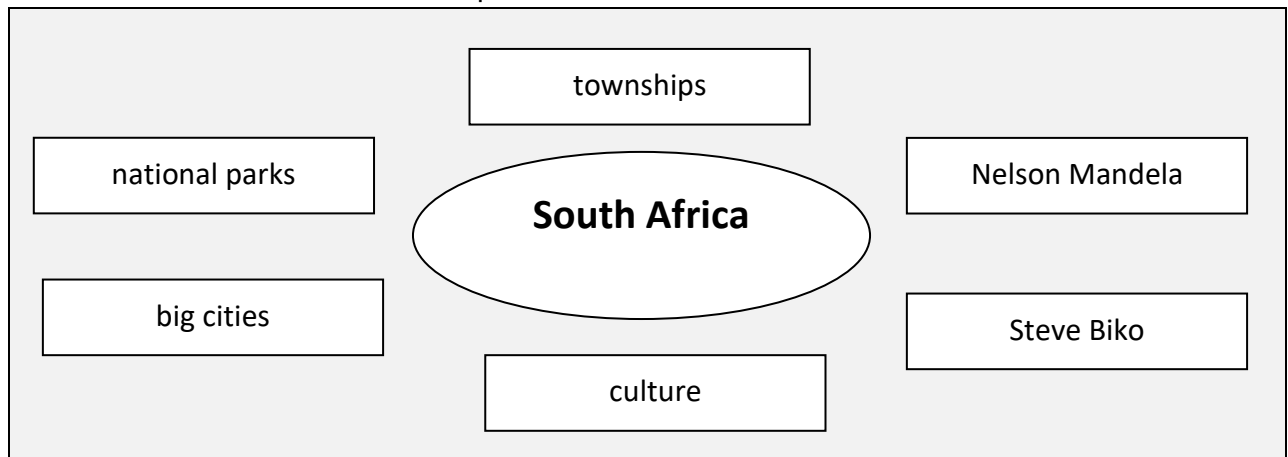 townships
national parks
Nelson Mandela
South Africa
big cities
Steve Biko
culture